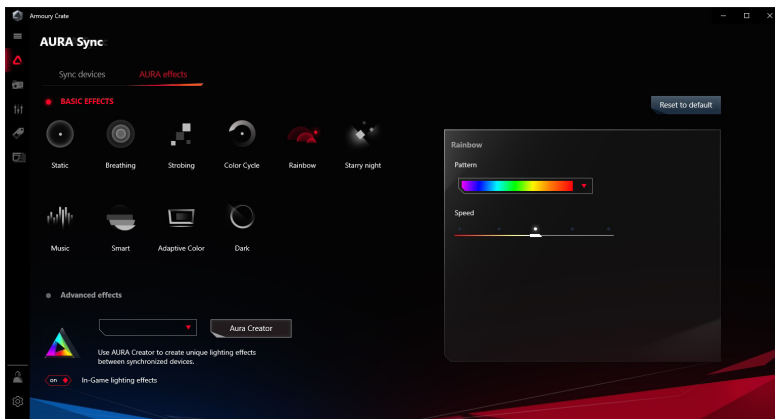 Armoury Crate
AURA Sync
Sync devices
AURA effects
BASIC EFFECTS
Reset to default
Static
Breathing
Strobing
Color Cycle
Rainbow
Starry night
Music
Smart
Adaptive Color
Dark
Rainbow
Pattern
Speed
Advanced effects
Aura Creator
Use AURA Creator to create unique lighting effects
between synchronized devices.
on
In-Game lighting effects